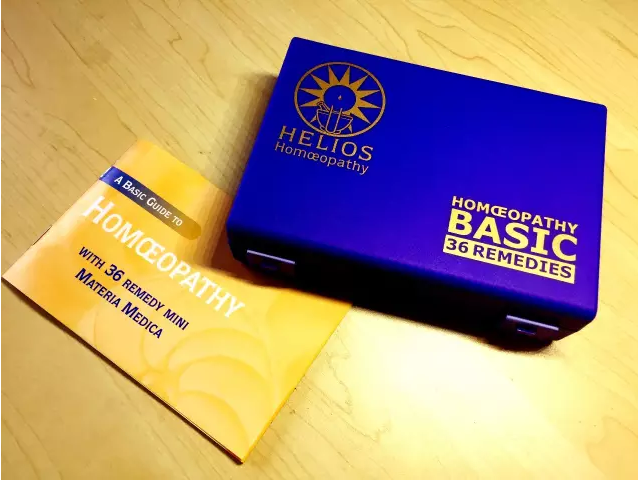 HELIOS
Homœopathy
HOMŒOPATHY
BASIC
36 REMEDIES
A BASIC GUIDE TO
HOMŒOPATHY
WITH 36 REMEDY MINI
MATERIA MEDICA